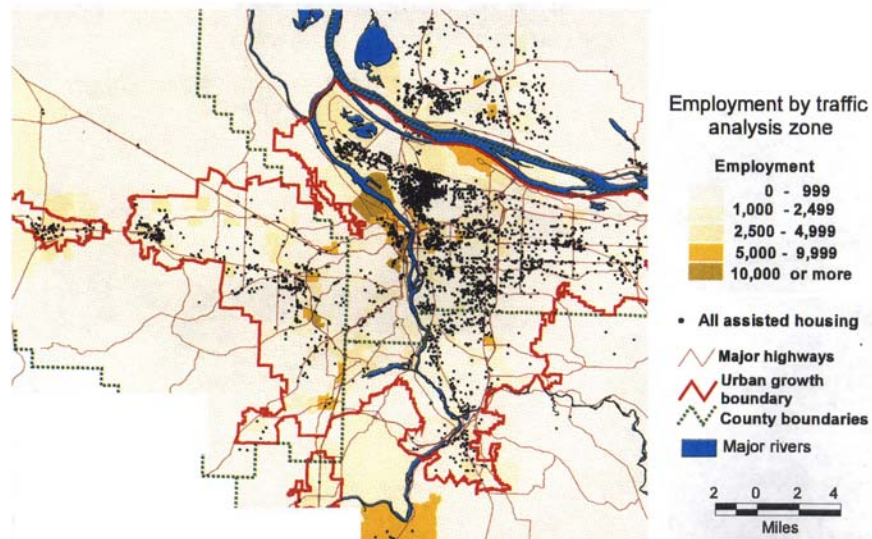 Employment by traffic
analysis zone
Employment
0 - 999
1,000 - 2,499
2,500 - 4,999
5,000 - 9,999
10,000 or more
All assisted housing
Major highways
Urban growth
boundary
County boundaries
Major rivers
2 0 2 4
Miles